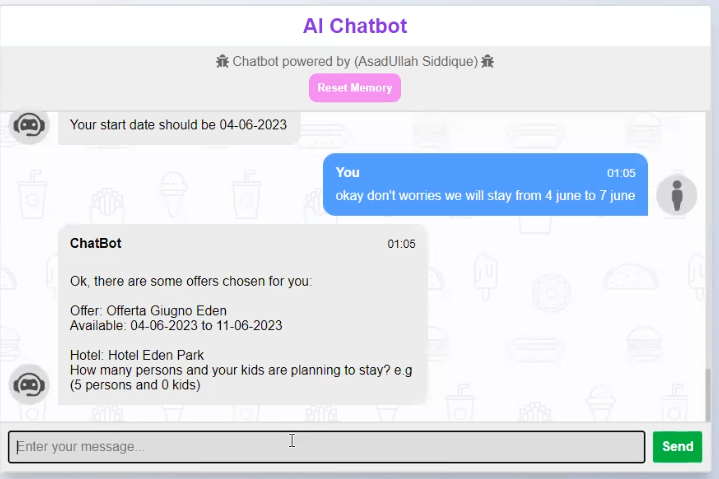 AI Chatbot
Chatbot powered by (AsadUllah Siddique)
Reset Memory
Your start date should be 04-06-2023
You 01:05
okay don't worries we will stay from 4 june to 7 june
ChatBot 01:05
Ok, there are some offers chosen for you:
Offer: Offerta Giugno Eden
Available: 04-06-2023 to 11-06-2023
Hotel: Hotel Eden Park
How many persons and your kids are planning to stay? e.g
(5 persons and 0 kids)
Enter your message...
Send